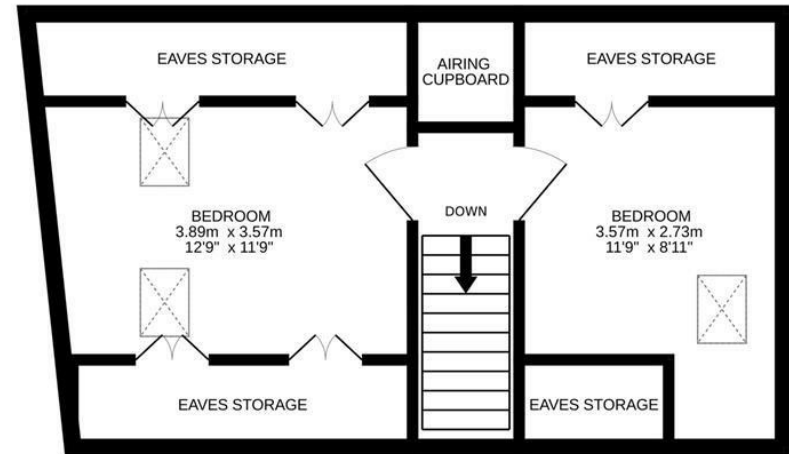 EAVES STORAGE
AIRING
CUPBOARD
EAVES STORAGE
BEDROOM
3.89m x 3.57m
12'9" x 11'9"
DOWN
BEDROOM
3.57m x 2.73m
11'9" x 8'11"
EAVES STORAGE
EAVES STORAGE